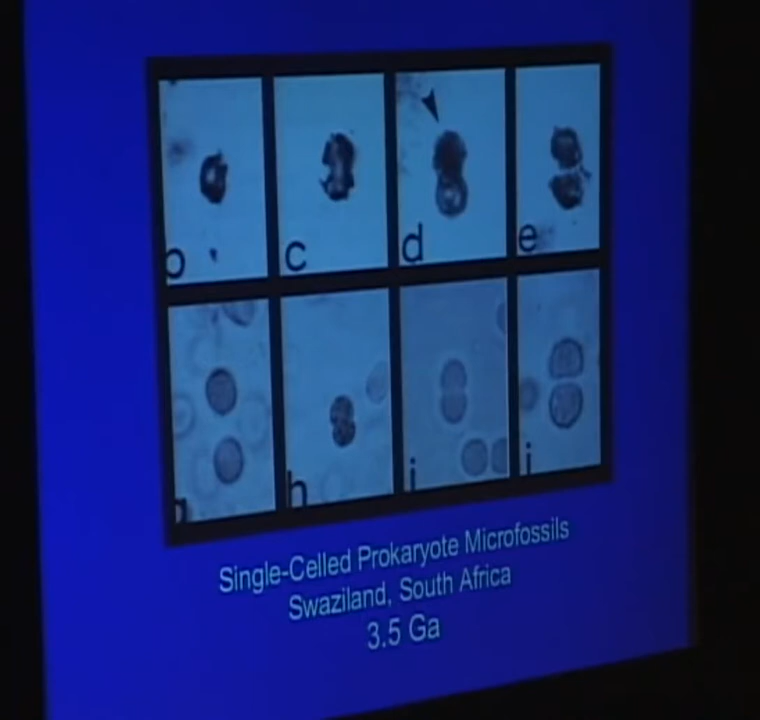 b c d e
h i j
Single-Celled Prokaryote Microfossils
Swaziland, South Africa
3.5 Ga